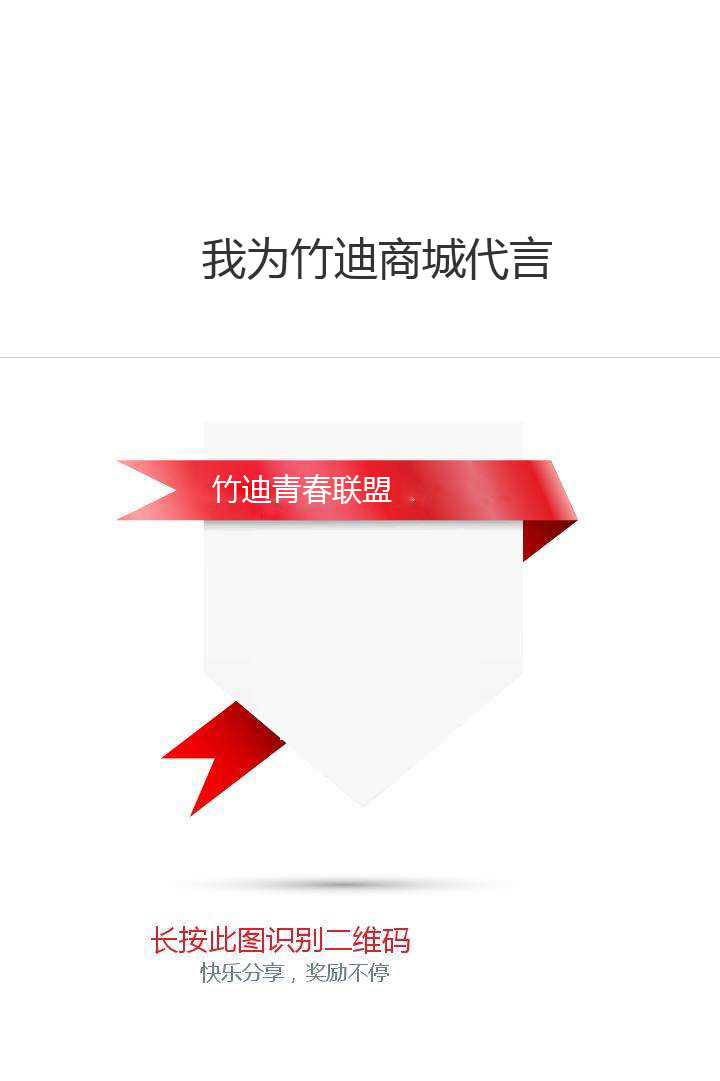 我为竹迪商城代言
竹迪青春联盟
长按此图识别二维码
快乐分享，奖励不停